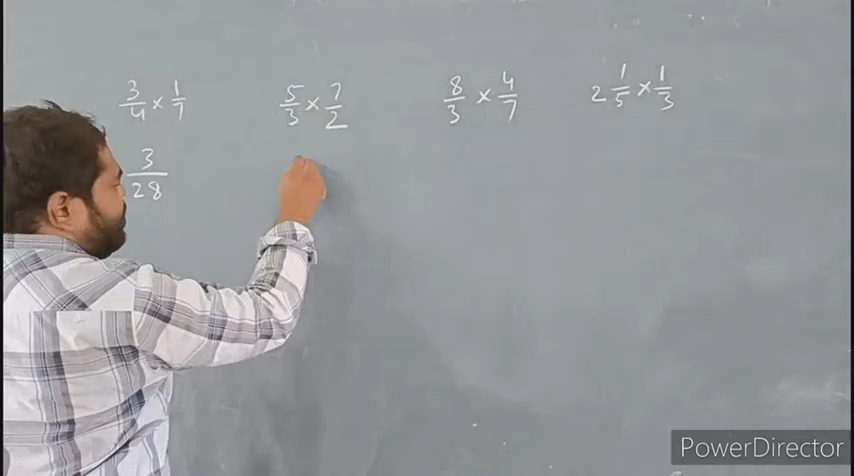 3/4 × 1/7   5/3 × 7/2   8/3 × 4/7   2 1/5 × 1/3
3/28
PowerDirector